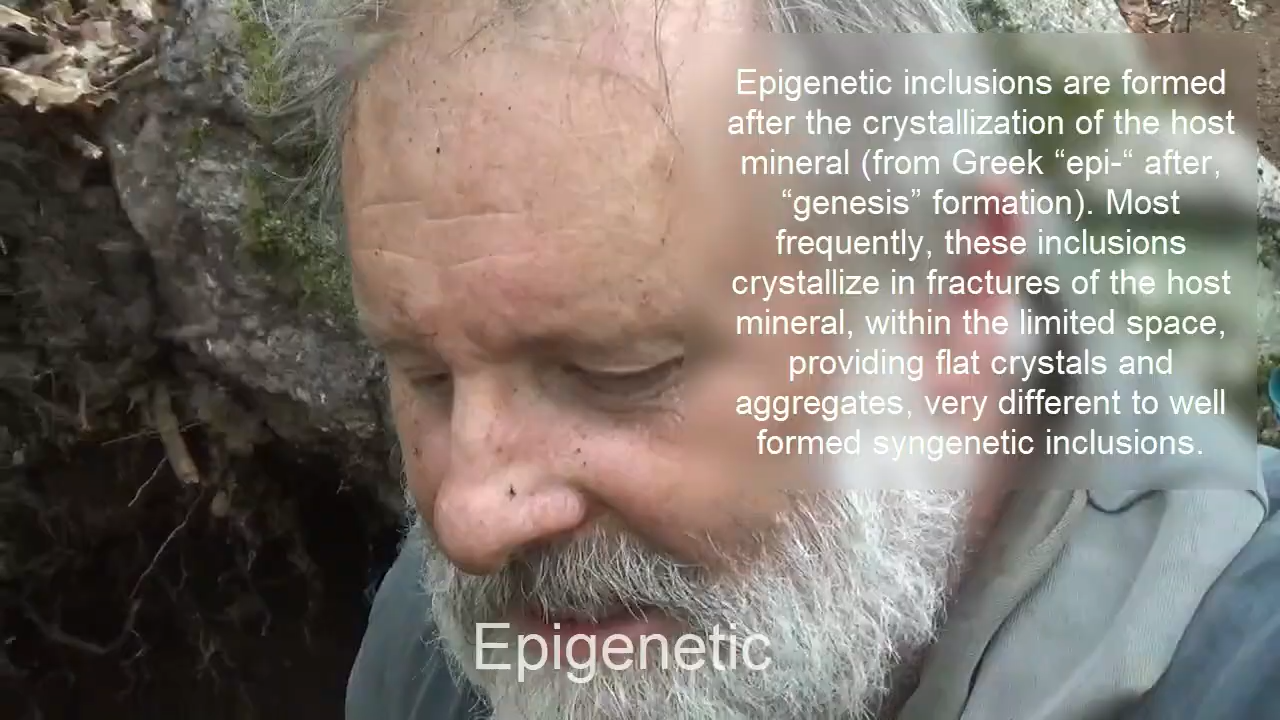 Epigenetic inclusions are formed
after the crystallization of the host
mineral (from Greek “epi-“ after,
“genesis” formation). Most
frequently, these inclusions
crystallize in fractures of the host
mineral, within the limited space,
providing flat crystals and
aggregates, very different to well
formed syngenetic inclusions.
Epigenetic